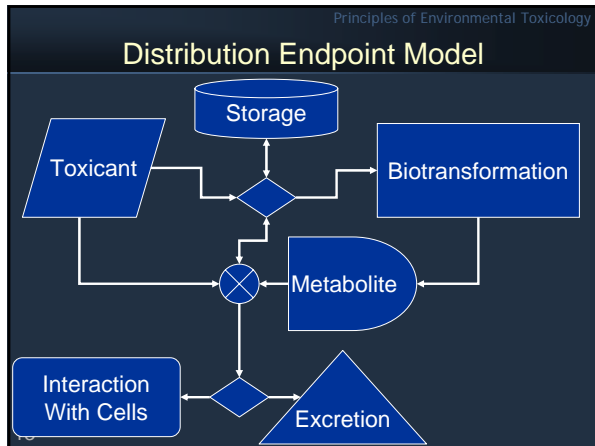 Principles of Environmental Toxicology
Distribution Endpoint Model
Storage
Toxicant
Biotransformation
Metabolite
Interaction
With Cells
Excretion